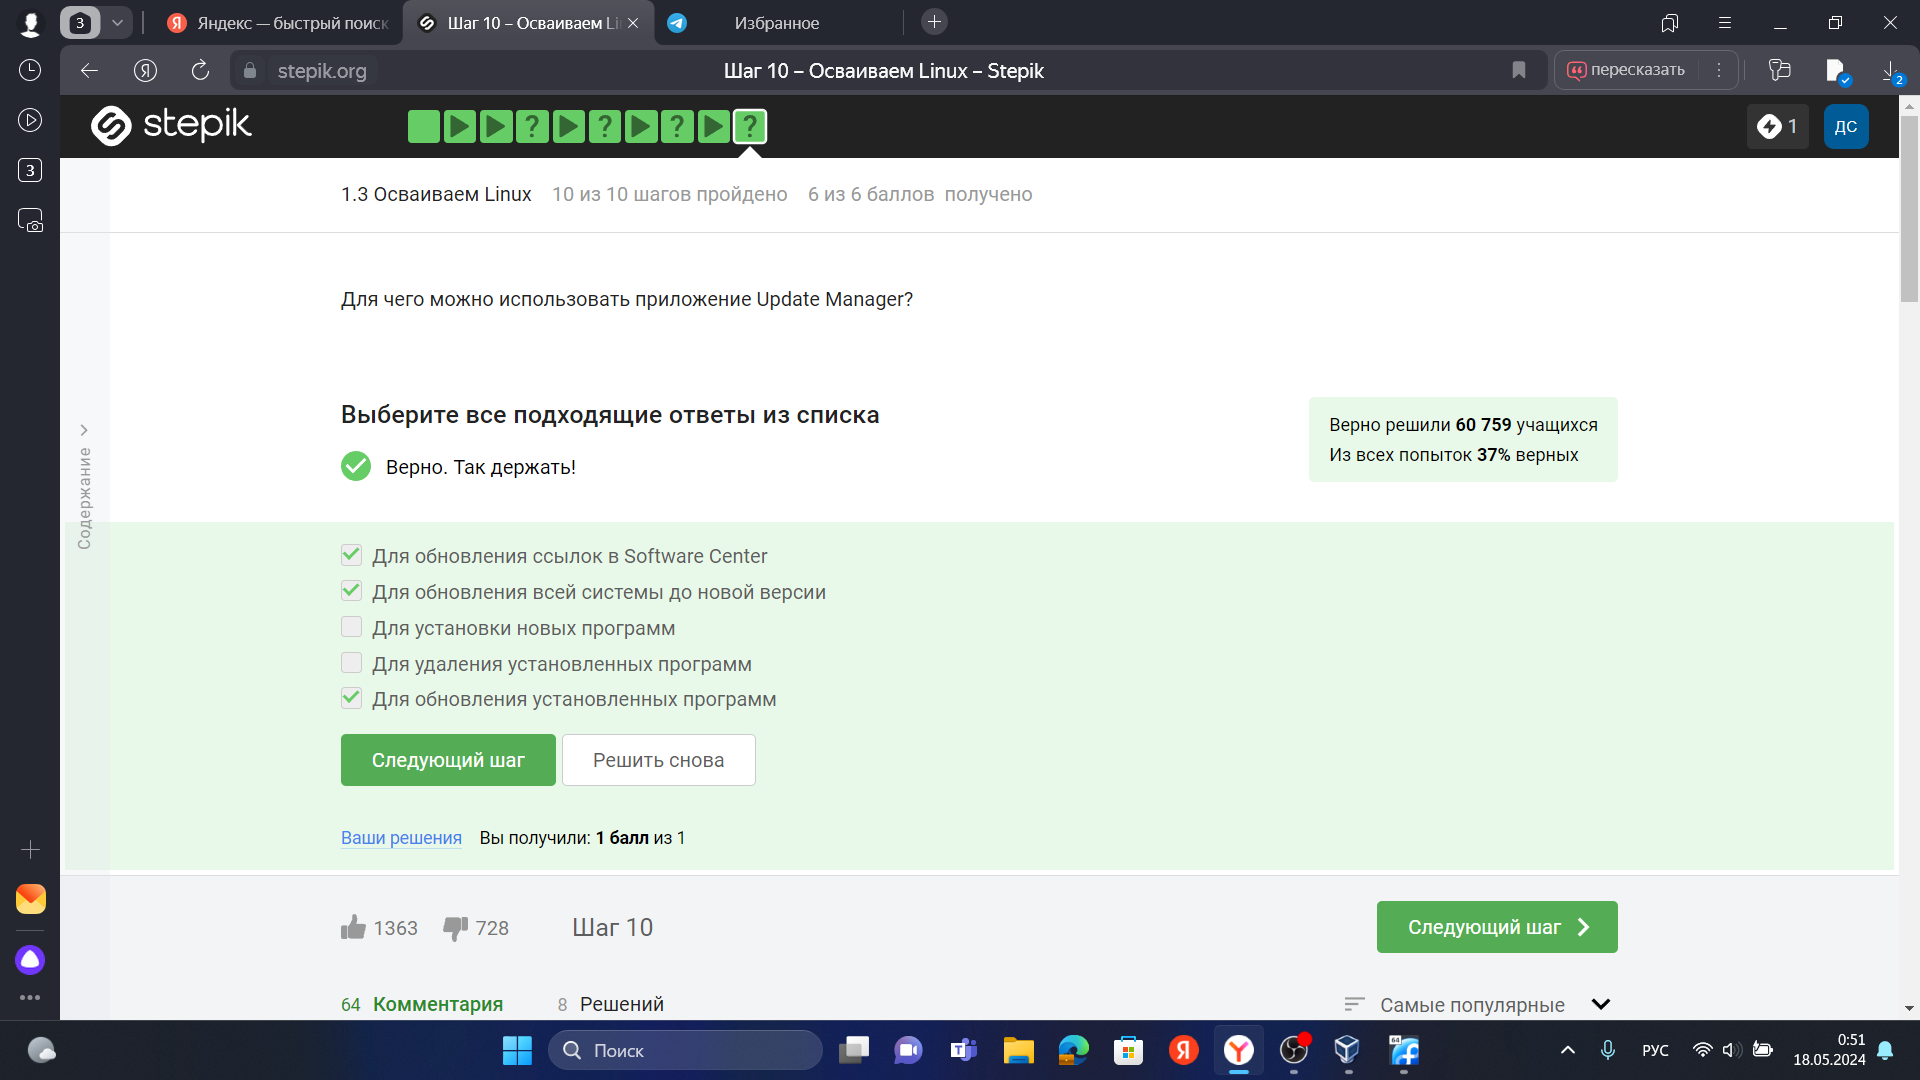 3
Яндекс — быстрый поиск
Шаг 10 – Осваиваем Li
Избранное
stepik.org
Шаг 10 – Осваиваем Linux – Stepik
пересказать
2
3
stepik
? ? ? ?
1
ДС
1.3 Осваиваем Linux 10 из 10 шагов пройдено 6 из 6 баллов получено
Для чего можно использовать приложение Update Manager?
Содержание
Выберите все подходящие ответы из списка
Верно. Так держать!
Верно решили 60 759 учащихся
Из всех попыток 37% верных
Для обновления ссылок в Software Center
Для обновления всей системы до новой версии
Для установки новых программ
Для удаления установленных программ
Для обновления установленных программ
Следующий шаг
Решить снова
Ваши решения Вы получили: 1 балл из 1
1363 728 Шаг 10
Следующий шаг
64 Комментария 8 Решений
Самые популярные
Поиск
64
РУС
0:51
18.05.2024